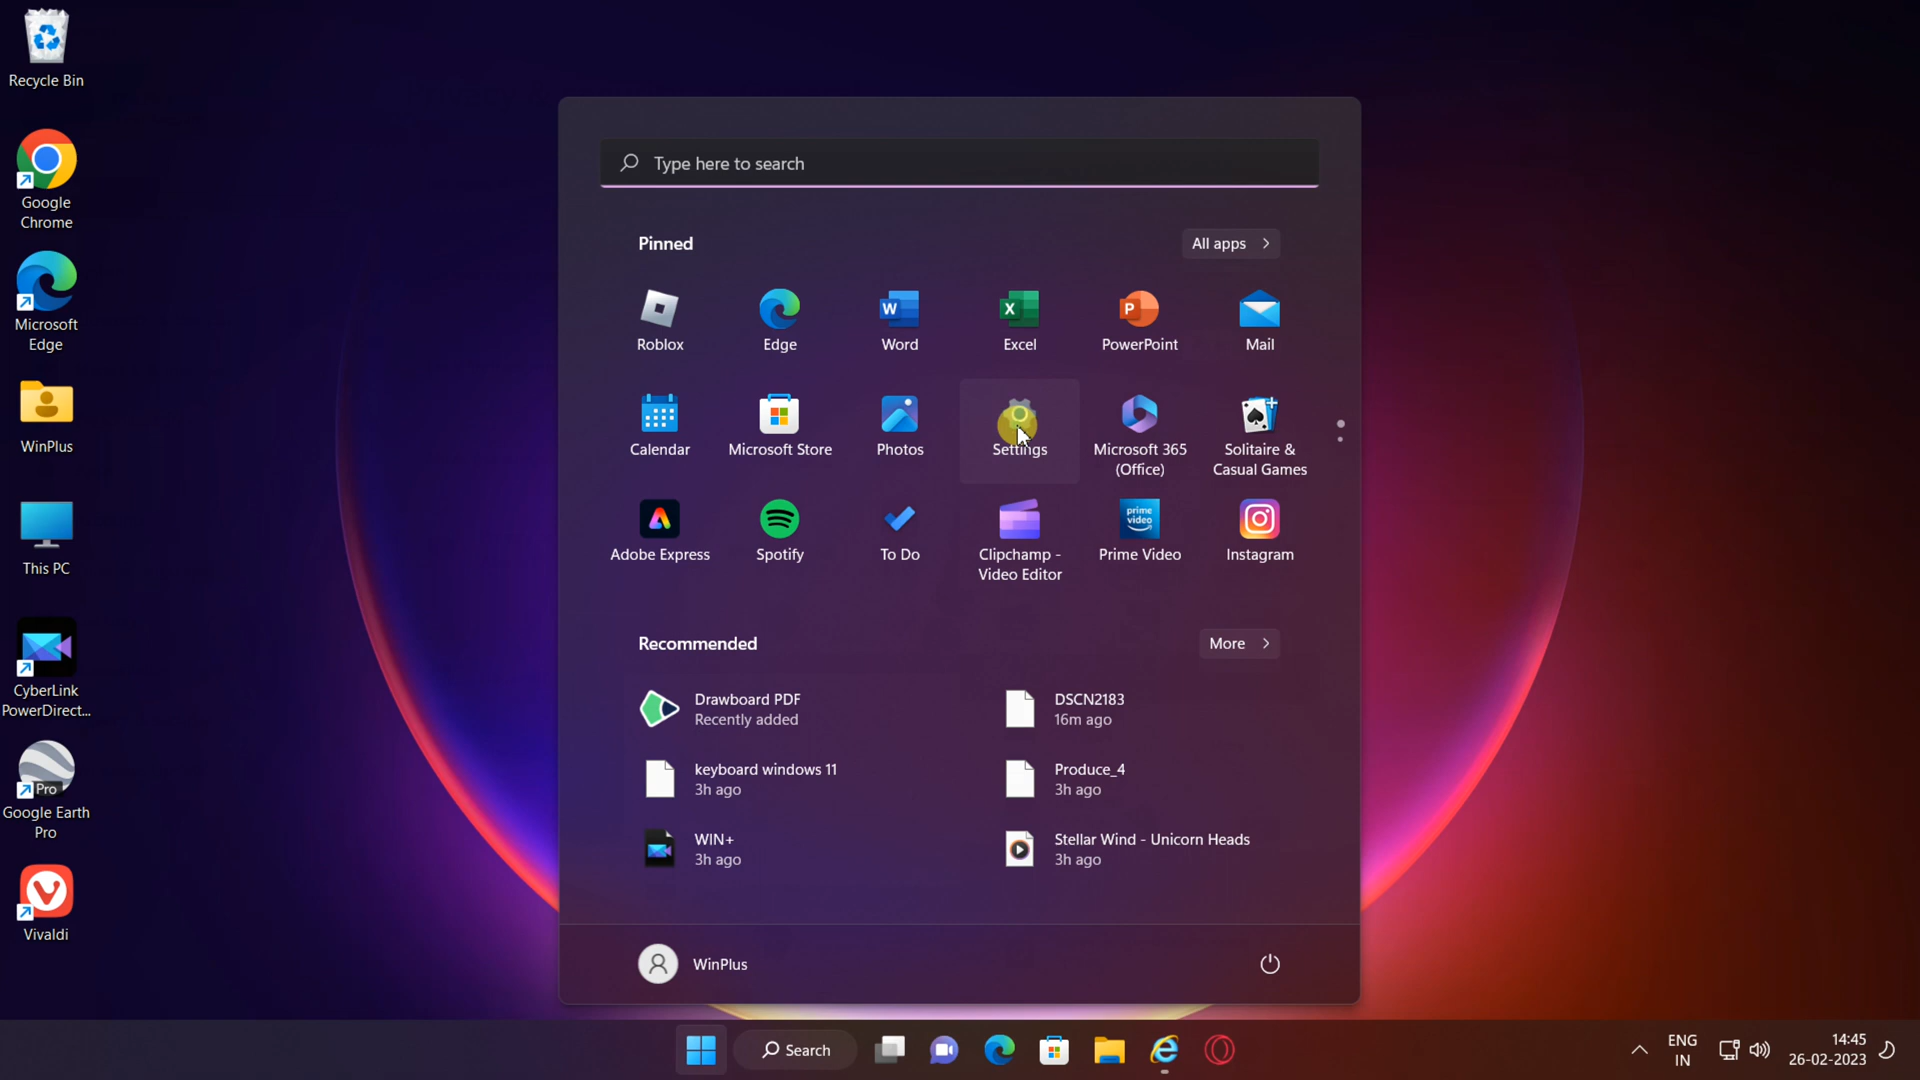 Recycle Bin
Google
Chrome
Microsoft
Edge
WinPlus
This PC
CyberLink
PowerDirect...
Pro
Google Earth
Pro
Vivaldi
Type here to search
Pinned
All apps
Roblox
Edge
W
Word
X
Excel
P
PowerPoint
Mail
Calendar
Microsoft Store
Photos
Settings
Microsoft 365
(Office)
Solitaire &
Casual Games
Adobe Express
Spotify
To Do
Clipchamp -
Video Editor
prime
video
Prime Video
Instagram
Recommended
More
Drawboard PDF
Recently added
DSCN2183
16m ago
keyboard windows 11
3h ago
Produce_4
3h ago
WIN+
3h ago
Stellar Wind - Unicorn Heads
3h ago
WinPlus
Search
ENG
IN
14:45
26-02-2023